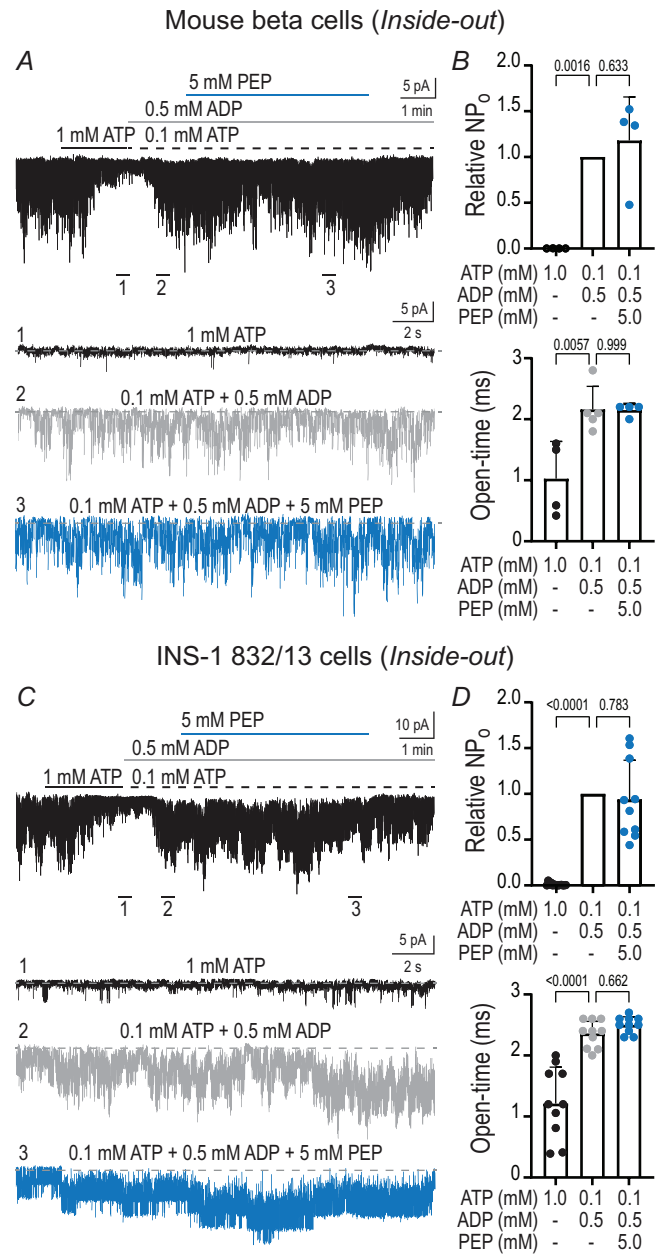 Mouse beta cells (Inside-out)
A
5 mM PEP
5 pA
1 min
0.5 mM ADP
1 mM ATP
0.1 mM ATP
1
2
3
5 pA
2 s
1
1 mM ATP
2
0.1 mM ATP + 0.5 mM ADP
3
0.1 mM ATP + 0.5 mM ADP + 5 mM PEP
B
0.0016 0.633
2.0
1.5
1.0
0.5
0.0
Relative NPo
ATP (mM) 1.0 0.1 0.1
ADP (mM) - 0.5 0.5
PEP (mM) - - 5.0
0.0057 0.999
3
2
1
0
Open-time (ms)
ATP (mM) 1.0 0.1 0.1
ADP (mM) - 0.5 0.5
PEP (mM) - - 5.0
INS-1 832/13 cells (Inside-out)
C
5 mM PEP
10 pA
1 min
0.5 mM ADP
1 mM ATP
0.1 mM ATP
1
2
3
5 pA
2 s
1
1 mM ATP
2
0.1 mM ATP + 0.5 mM ADP
3
0.1 mM ATP + 0.5 mM ADP + 5 mM PEP
D
<0.0001 0.783
2.0
1.5
1.0
0.5
0.0
Relative NPo
ATP (mM) 1.0 0.1 0.1
ADP (mM) - 0.5 0.5
PEP (mM) - - 5.0
<0.0001 0.662
3
2
1
0
Open-time (ms)
ATP (mM) 1.0 0.1 0.1
ADP (mM) - 0.5 0.5
PEP (mM) - - 5.0